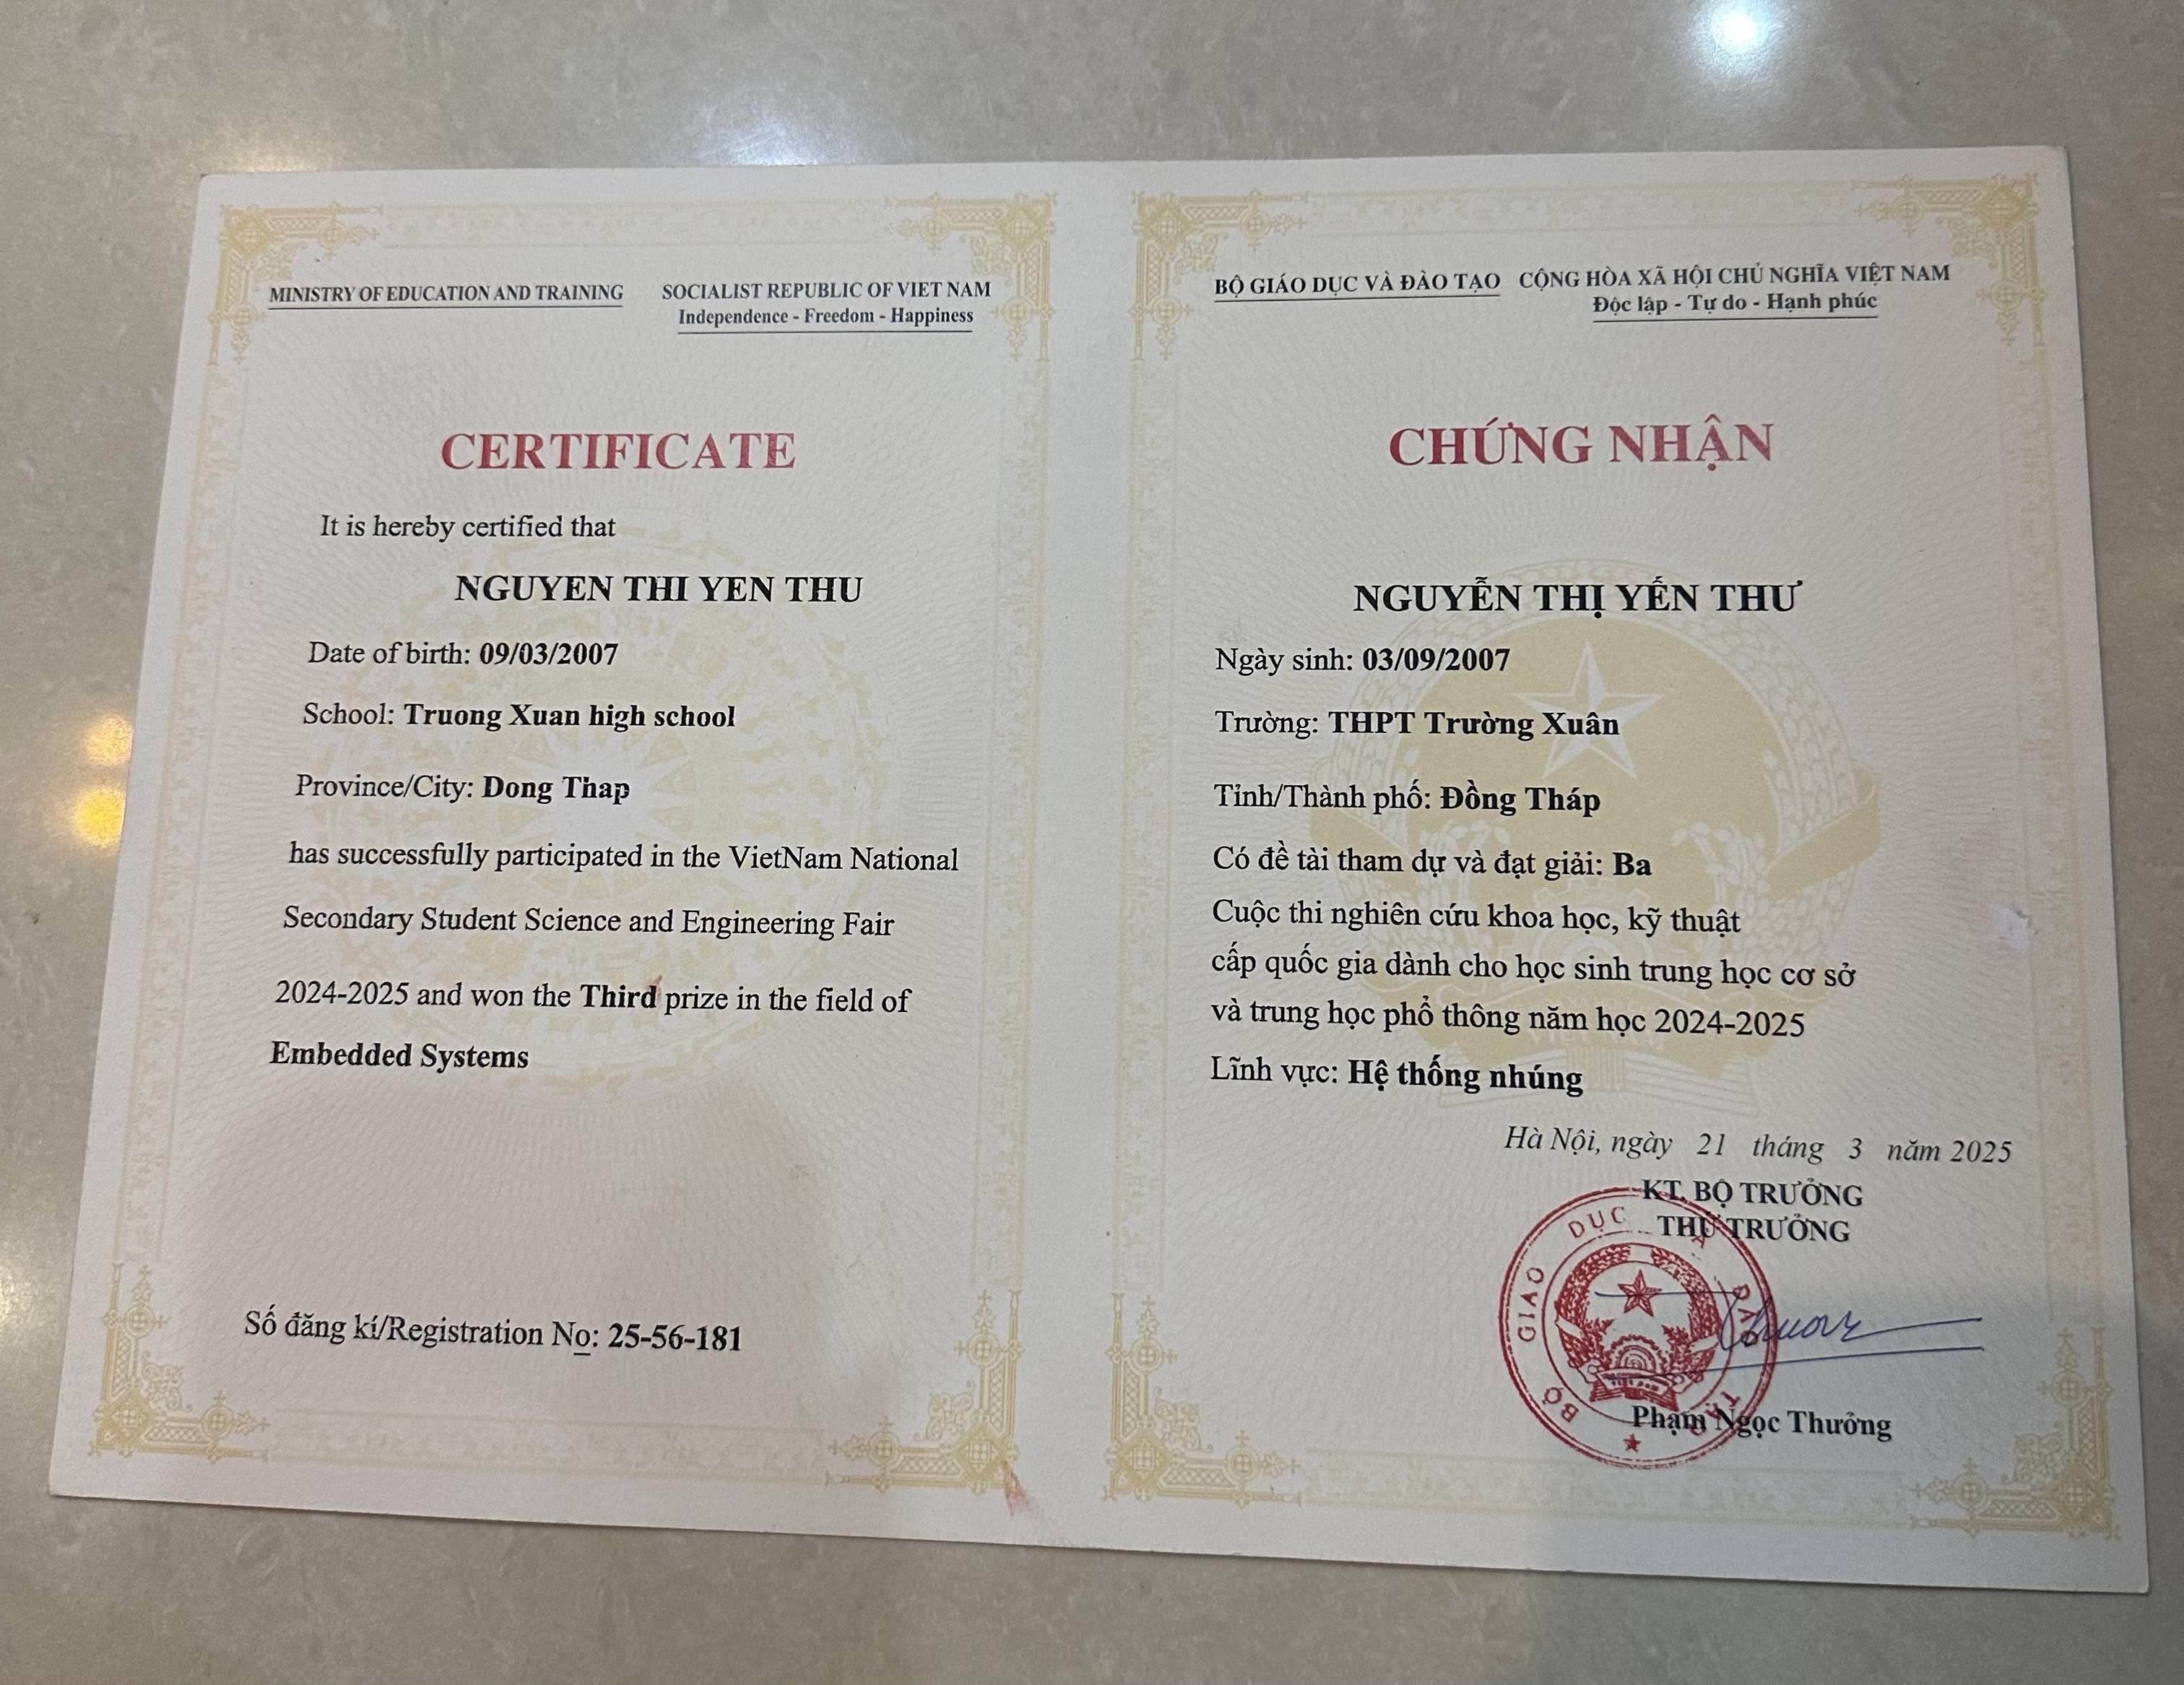 MINISTRY OF EDUCATION AND TRAINING
SOCIALIST REPUBLIC OF VIET NAM
Independence - Freedom - Happiness
CERTIFICATE
It is hereby certified that
NGUYEN THI YEN THU
Date of birth: 09/03/2007
School: Truong Xuan high school
Province/City: Dong Thap
has successfully participated in the VietNam National
Secondary Student Science and Engineering Fair
2024-2025 and won the Third prize in the field of
Embedded Systems
Số đăng kí/Registration No: 25-56-181
BỘ GIÁO DỤC VÀ ĐÀO TẠO
CỘNG HÒA XÃ HỘI CHỦ NGHĨA VIỆT NAM
Độc lập - Tự do - Hạnh phúc
CHỨNG NHẬN
NGUYỄN THỊ YẾN THƯ
Ngày sinh: 03/09/2007
Trường: THPT Trường Xuân
Tỉnh/Thành phố: Đồng Tháp
Có đề tài tham dự và đạt giải: Ba
Cuộc thi nghiên cứu khoa học, kỹ thuật
cấp quốc gia dành cho học sinh trung học cơ sở
và trung học phổ thông năm học 2024-2025
Lĩnh vực: Hệ thống nhúng
Hà Nội, ngày 21 tháng 3 năm 2025
KT. BỘ TRƯỞNG
THỨ TRƯỞNG
BỘ GIÁO DỤC VÀ ĐÀO TẠO
Phạm Ngọc Thưởng